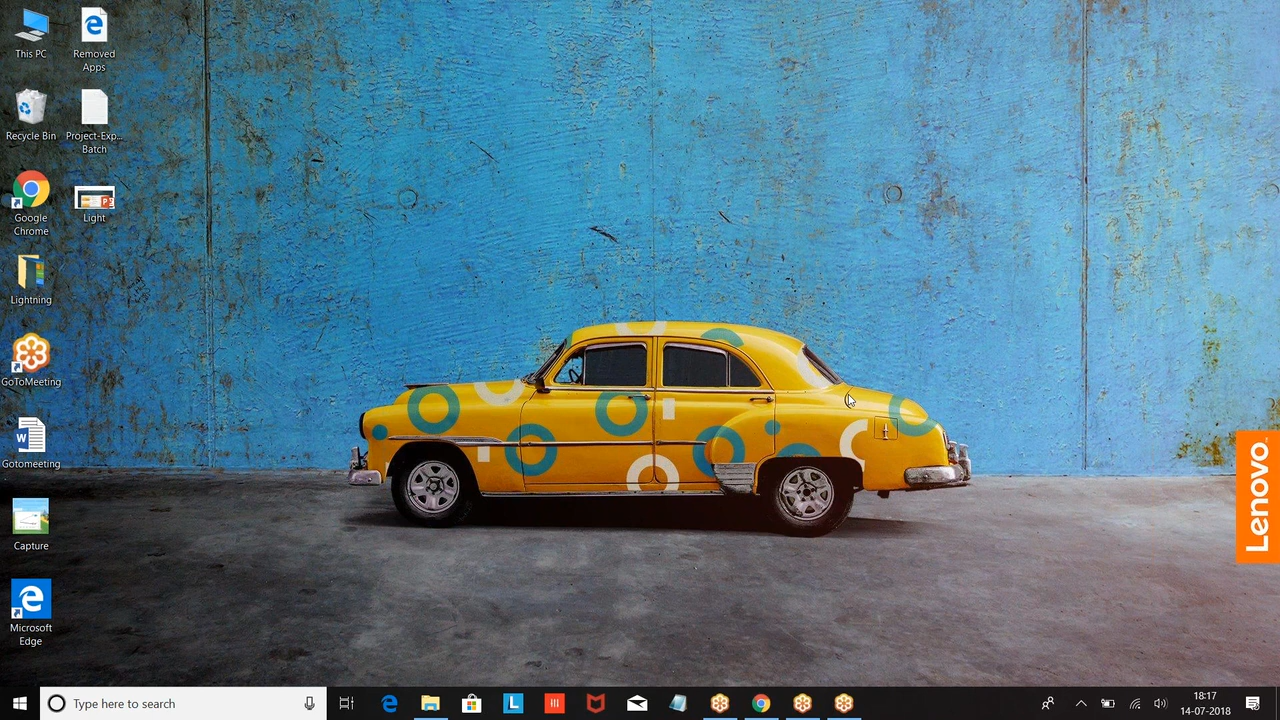 This PC
Removed
Apps
Recycle Bin
Project-Exp...
Batch
Google
Chrome
Light
Lightning
GoToMeeting
W
Gotomeeting
Capture
Microsoft
Edge
Lenovo
Type here to search
L
18:17
14-07-2018